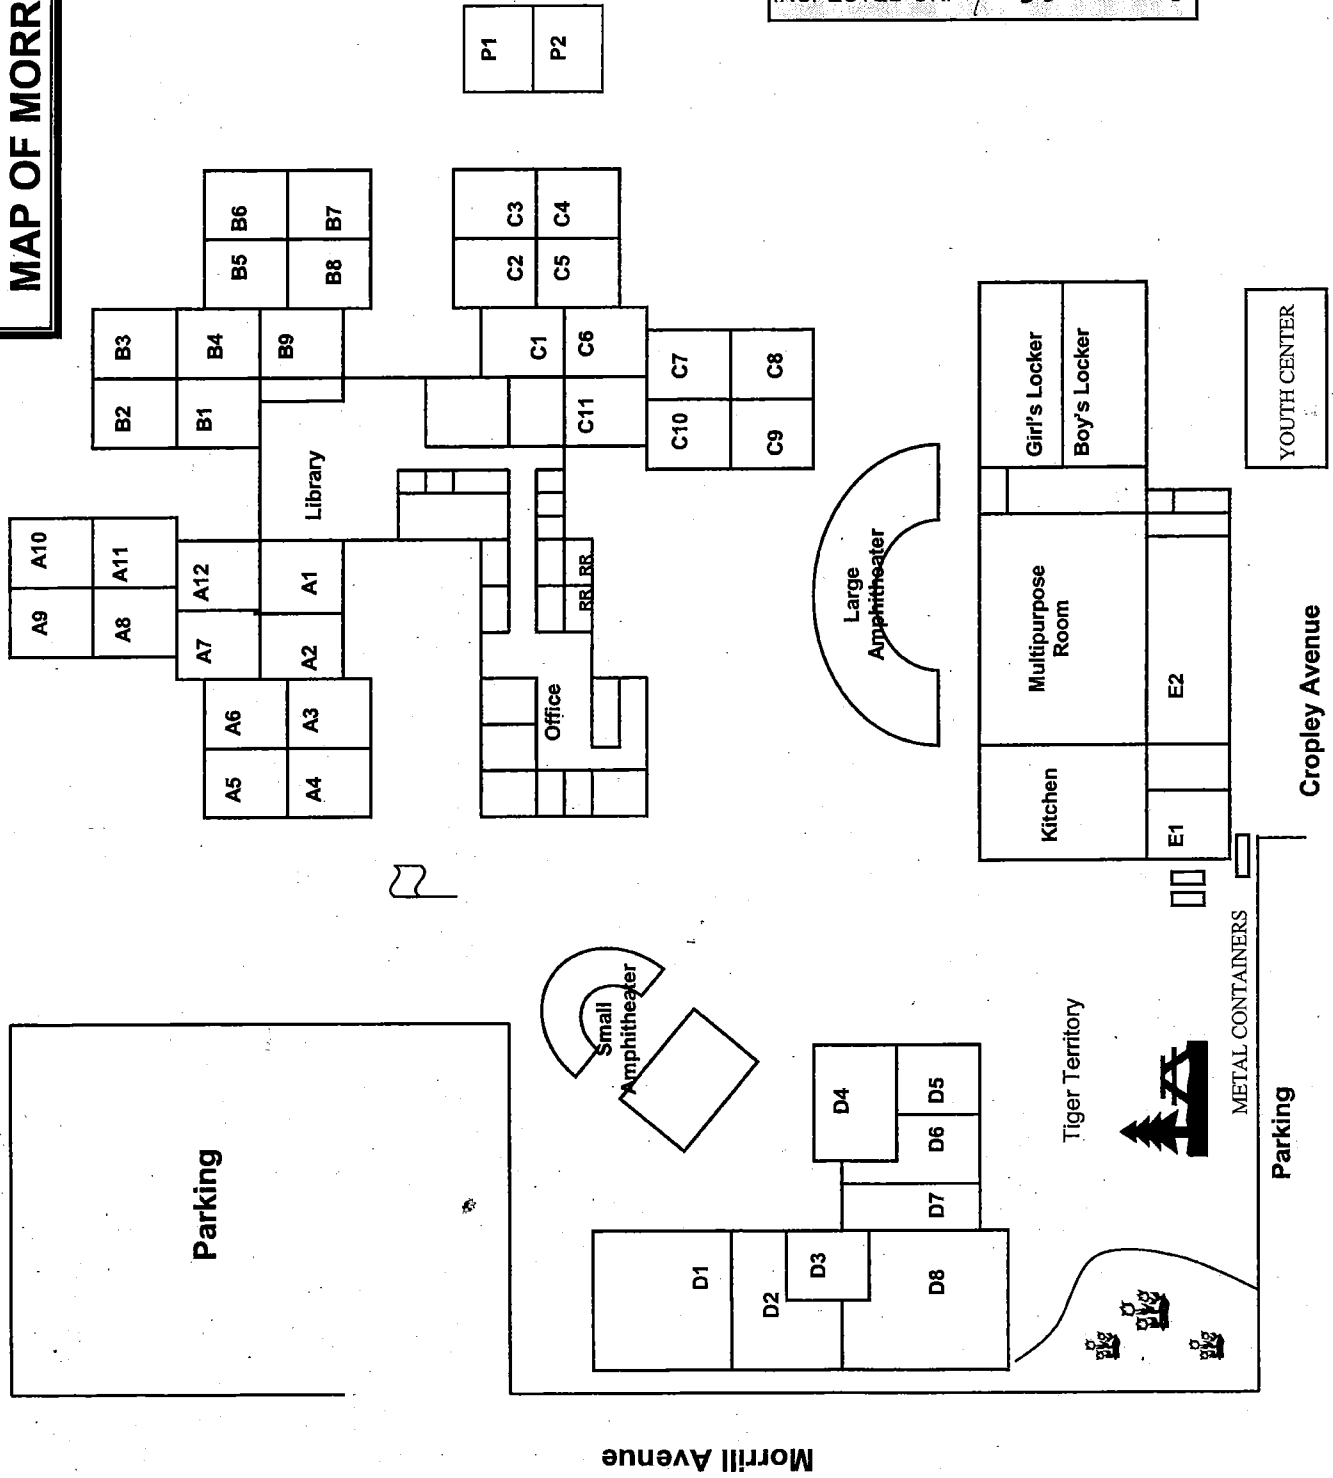 MAP OF MORR
P1
P2
B6
B7
B5
B8
B3
B4
B9
B2
B1
C3
C4
C2
C5
C1
C6
C7
C8
C11
C10
C9
Library
A10
A11
A9
A8
A12
A1
A7
A2
A6
A3
A5
A4
RR
RR
Office
Large
Amphitheater
Girl's Locker
Boy's Locker
Multipurpose
Room
Kitchen
E2
E1
YOUTH CENTER
Cropley Avenue
Small
Amphitheater
Parking
D4
D5
D6
D7
D1
D2
D3
D8
Tiger Territory
METAL CONTAINERS
Parking
Morrill Avenue